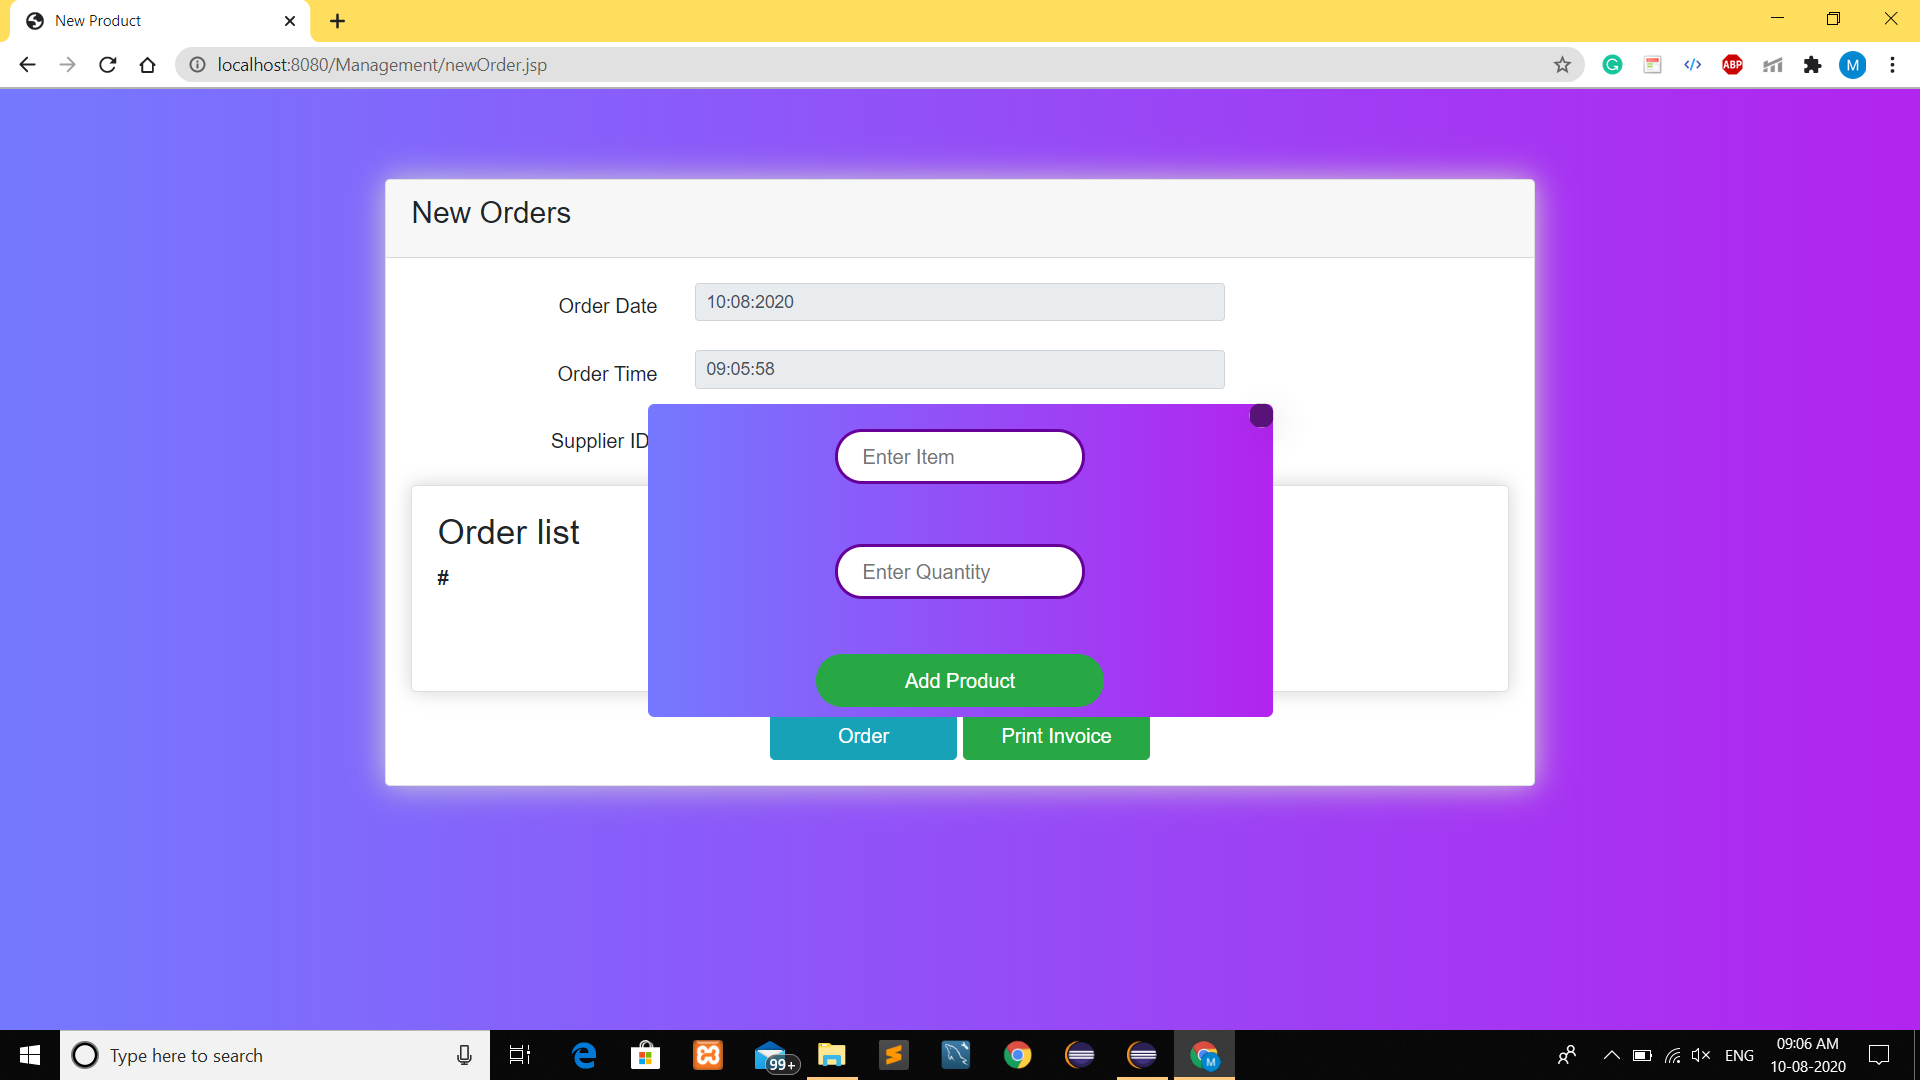 New Product
localhost:8080/Management/newOrder.jsp
ABP
M
New Orders
Order Date
10:08:2020
Order Time
09:05:58
Supplier ID
Enter Item
Order list
#
Enter Quantity
Add Product
Order
Print Invoice
Type here to search
99+
M
ENG
09:06 AM
10-08-2020